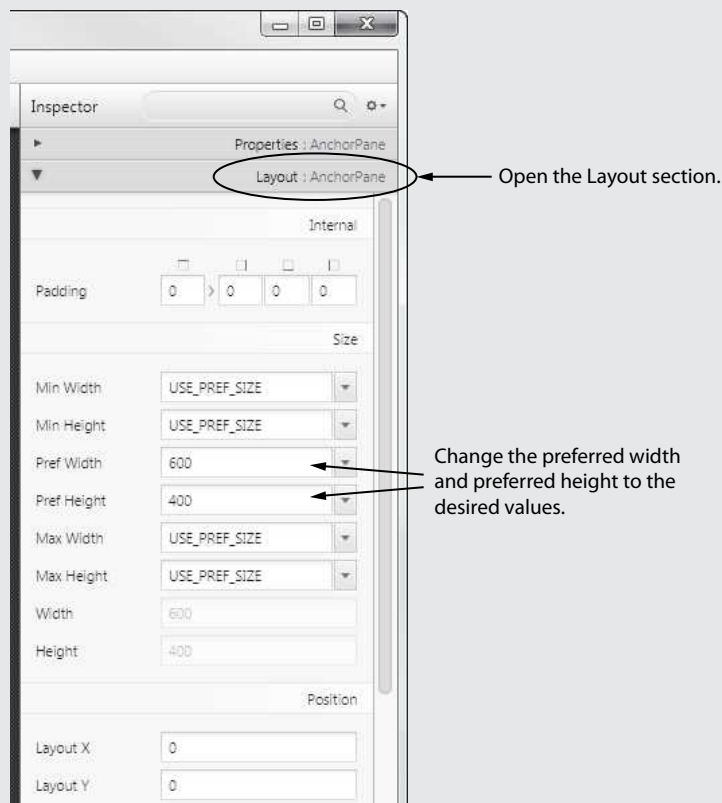 Inspector
Properties : AnchorPane
Layout : AnchorPane
Open the Layout section.
Internal
Padding 0 0 0 0
Size
Min Width USE_PREF_SIZE
Min Height USE_PREF_SIZE
Pref Width 600
Change the preferred width
and preferred height to the
desired values.
Pref Height 400
Max Width USE_PREF_SIZE
Max Height USE_PREF_SIZE
Width 600
Height 400
Position
Layout X 0
Layout Y 0